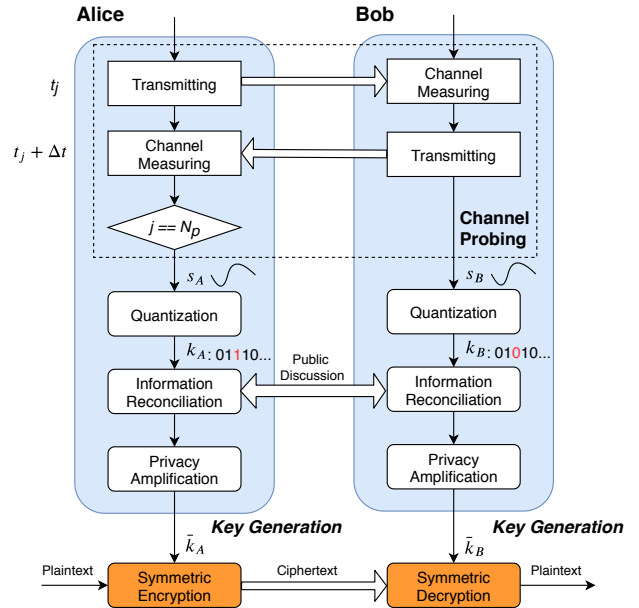 Alice
Bob
t_j
Transmitting
Channel
Measuring
t_j + Δt
Channel
Measuring
Transmitting
j == N_p
Channel
Probing
s_A
s_B
Quantization
Quantization
k_A: 01110...
k_B: 01010...
Public
Discussion
Information
Reconciliation
Information
Reconciliation
Privacy
Amplification
Privacy
Amplification
Key Generation
Key Generation
k̄_A
k̄_B
Plaintext
Symmetric
Encryption
Ciphertext
Symmetric
Decryption
Plaintext